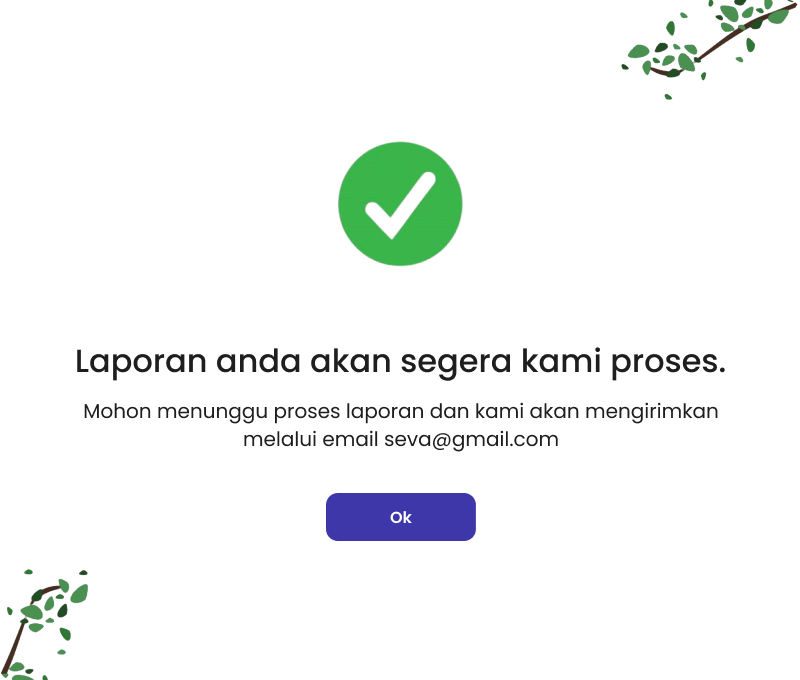 Laporan anda akan segera kami proses.
Mohon menunggu proses laporan dan kami akan mengirimkan
melalui email seva@gmail.com
Ok